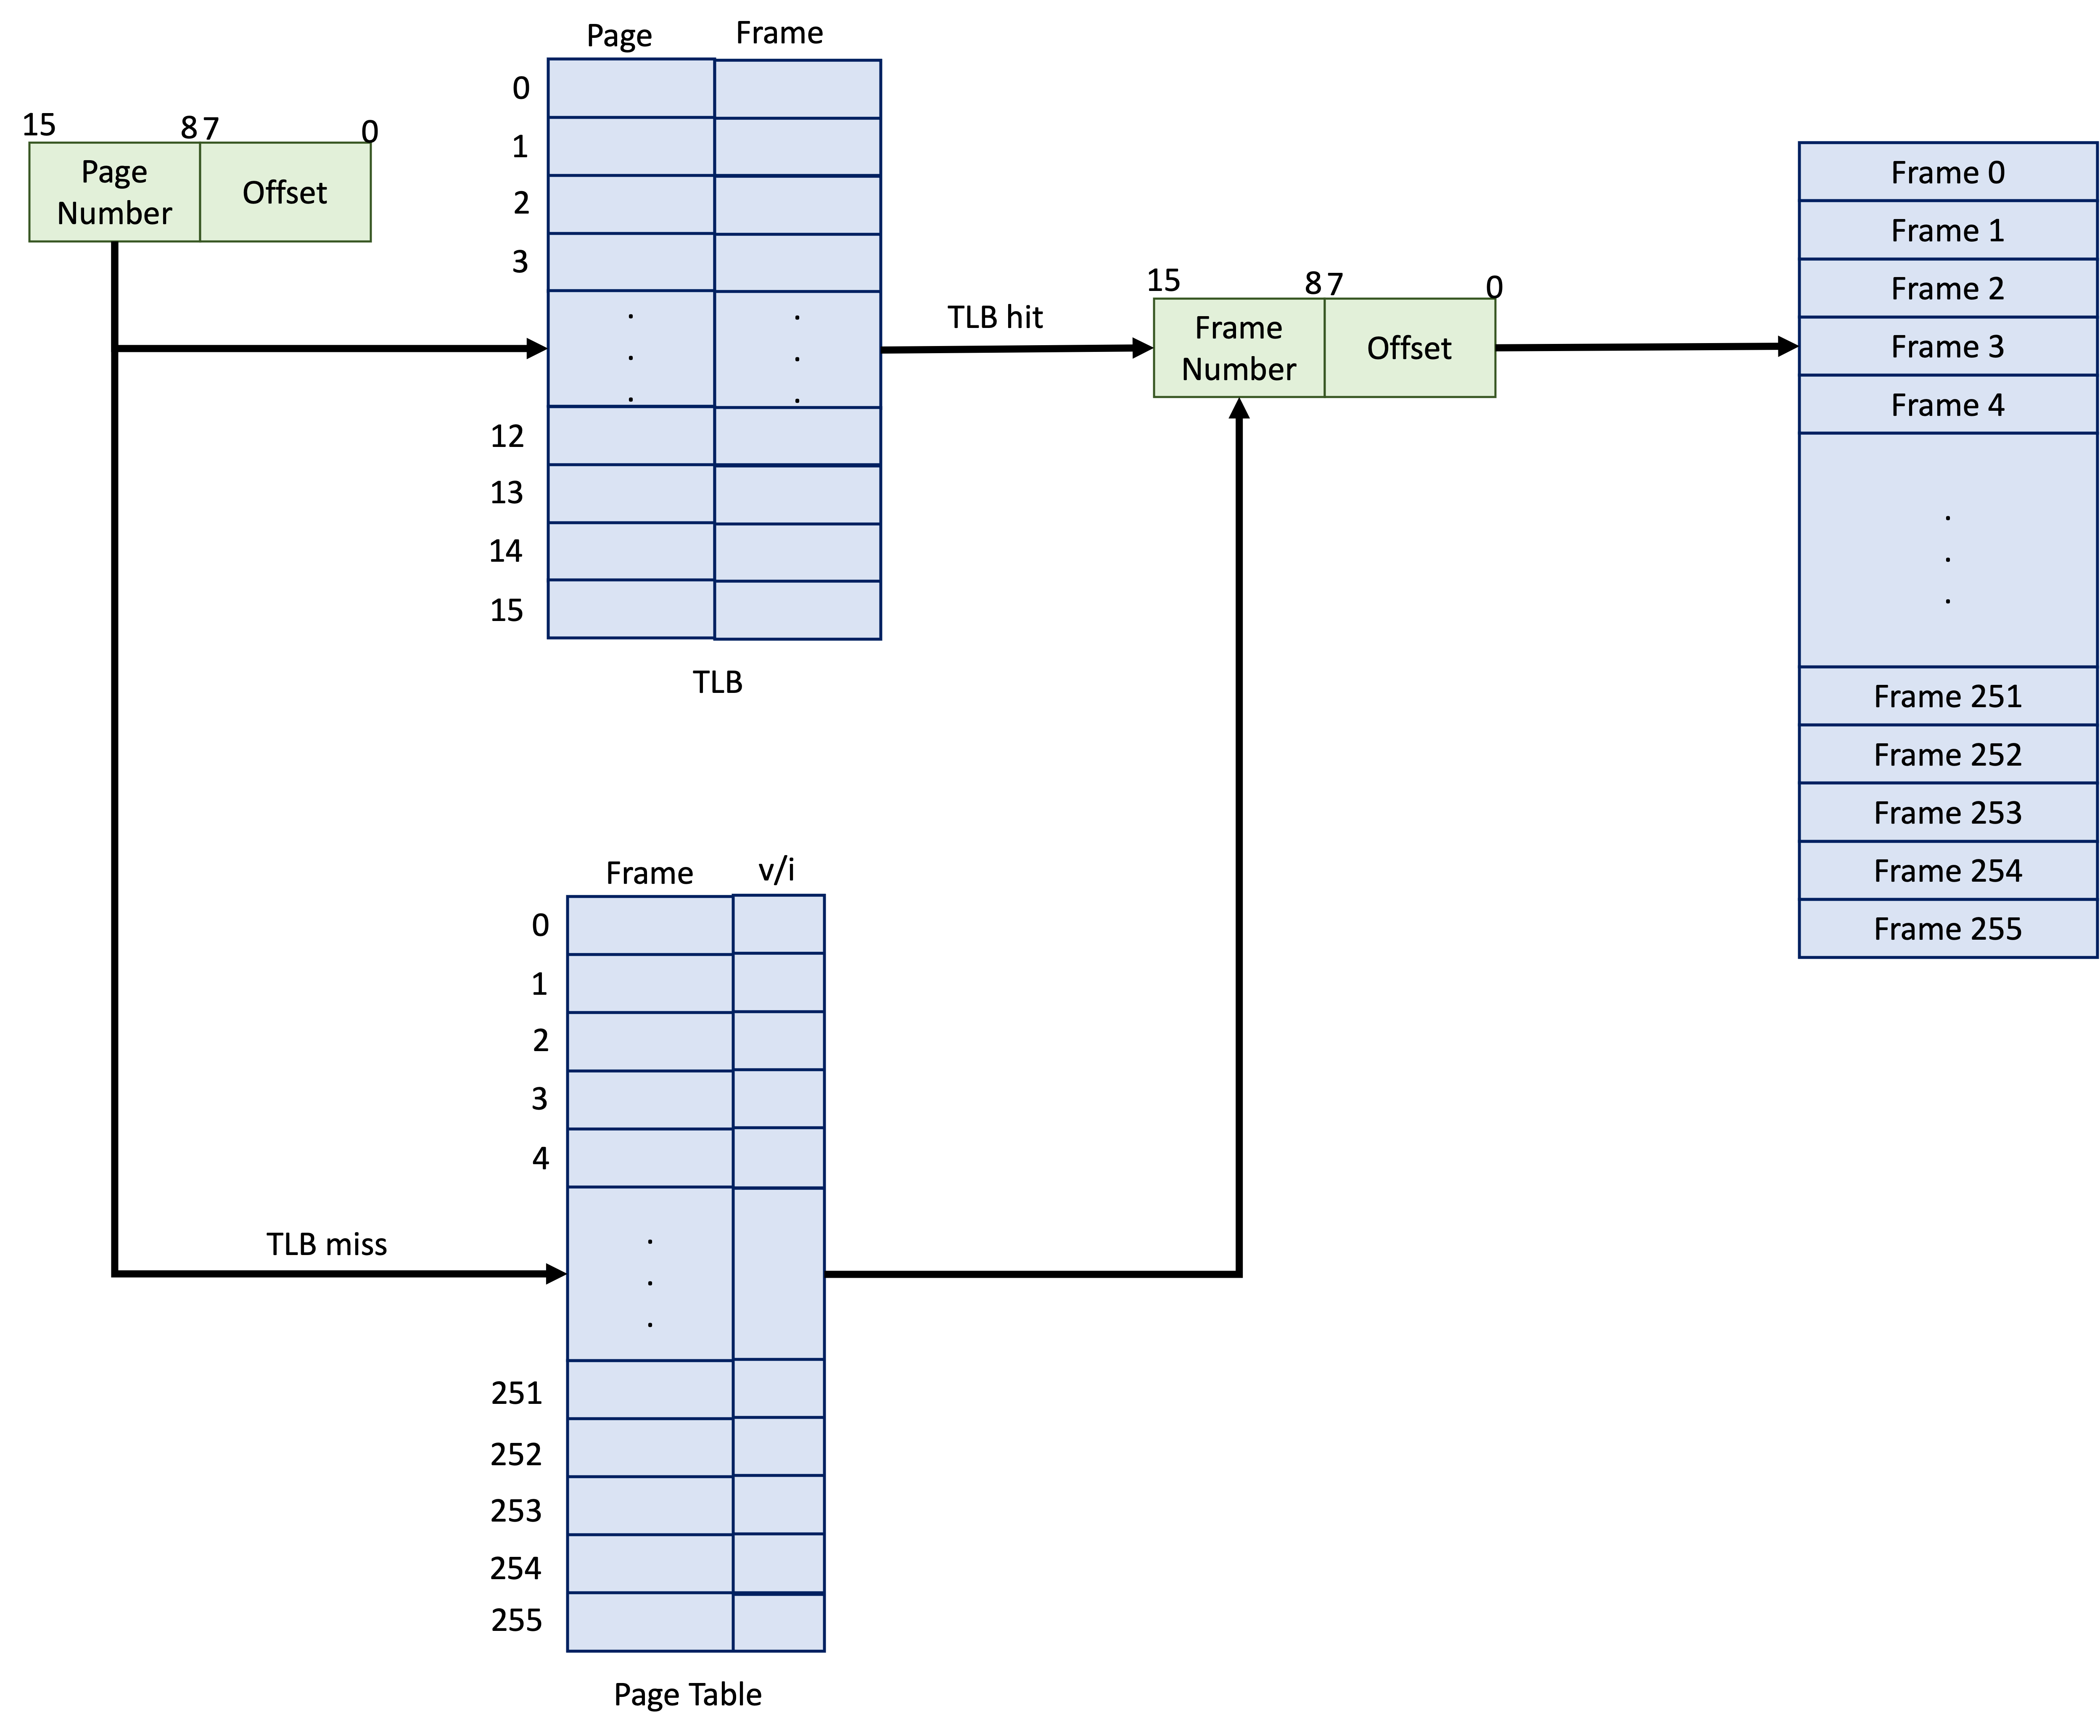 15
8
7
0
Page
Number
Offset
Page
Frame
0
1
2
3
.
.
.
.
.
.
12
13
14
15
TLB
TLB hit
15
8
7
0
Frame
Number
Offset
Frame 0
Frame 1
Frame 2
Frame 3
Frame 4
.
.
.
Frame 251
Frame 252
Frame 253
Frame 254
Frame 255
TLB miss
Frame
v/i
0
1
2
3
4
.
.
.
251
252
253
254
255
Page Table